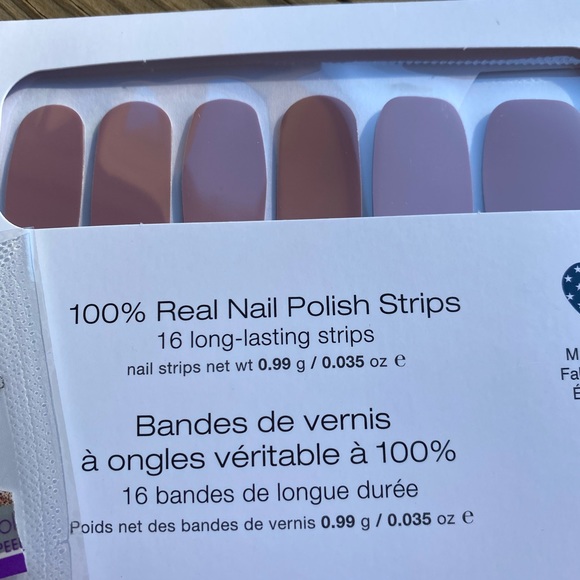 100% Real Nail Polish Strips
16 long-lasting strips
nail strips net wt 0.99 g / 0.035 oz ℮
Bandes de vernis
à ongles véritable à 100%
16 bandes de longue durée
Poids net des bandes de vernis 0.99 g / 0.035 oz ℮